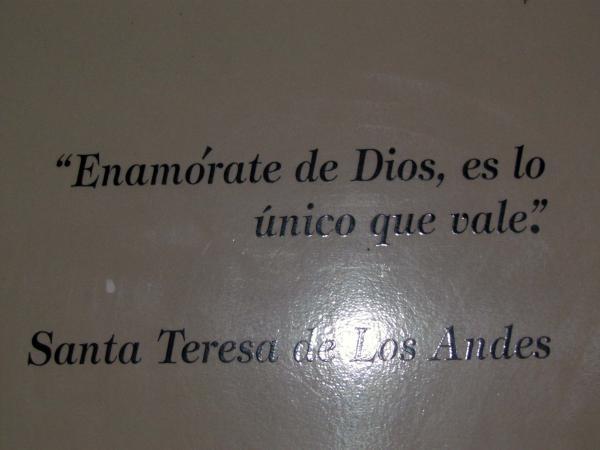 “Enamórate de Dios, es lo
único que vale.”
Santa Teresa de Los Andes